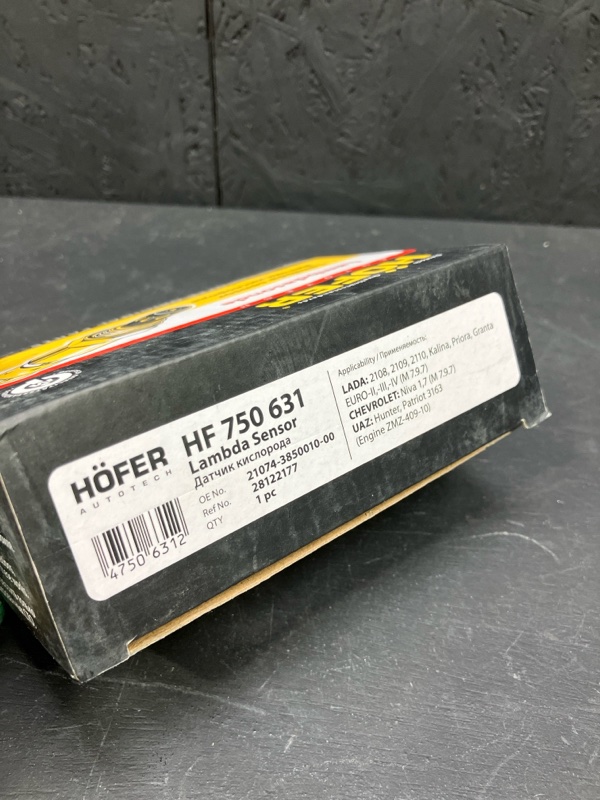 HÖFER
HÖFER
AUTOTECH
4750 6312
HF 750 631
Lambda Sensor
Датчик кислорода
OE No. 21074-3850010-00
Ref No. 28122177
QTY 1 pc
Applicability / Применяемость:
LADA: 2108, 2109, 2110, Kalina, Priora, Granta
EURO-II,-III,-IV (M 7.9.7)
CHEVROLET: Niva 1,7 (M 7.9.7)
UAZ: Hunter, Patriot 3163
(Engine ZMZ-409-10)